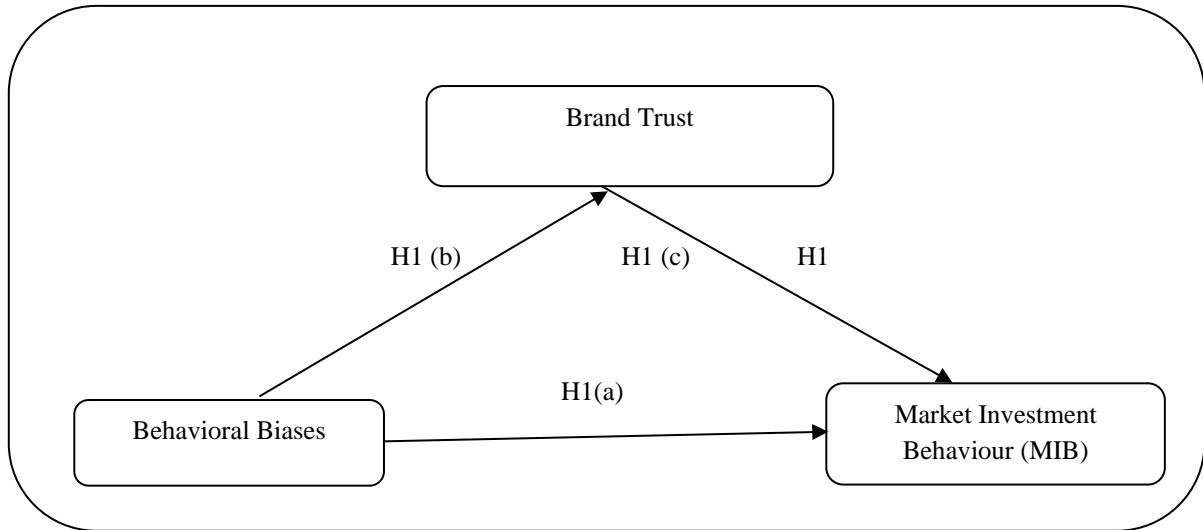 Brand Trust
H1 (b)
H1 (c)
H1
H1(a)
Behavioral Biases
Market Investment
Behaviour (MIB)